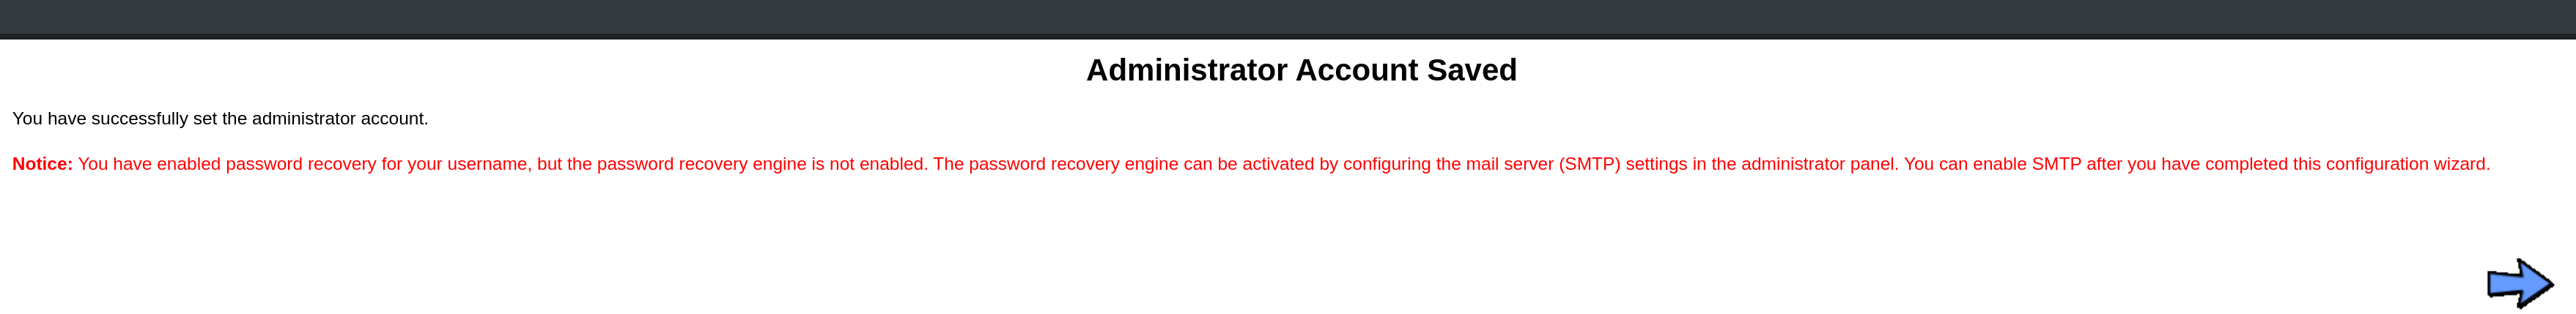 Administrator Account Saved
You have successfully set the administrator account.
Notice: You have enabled password recovery for your username, but the password recovery engine is not enabled. The password recovery engine can be activated by configuring the mail server (SMTP) settings in the administrator panel. You can enable SMTP after you have completed this configuration wizard.